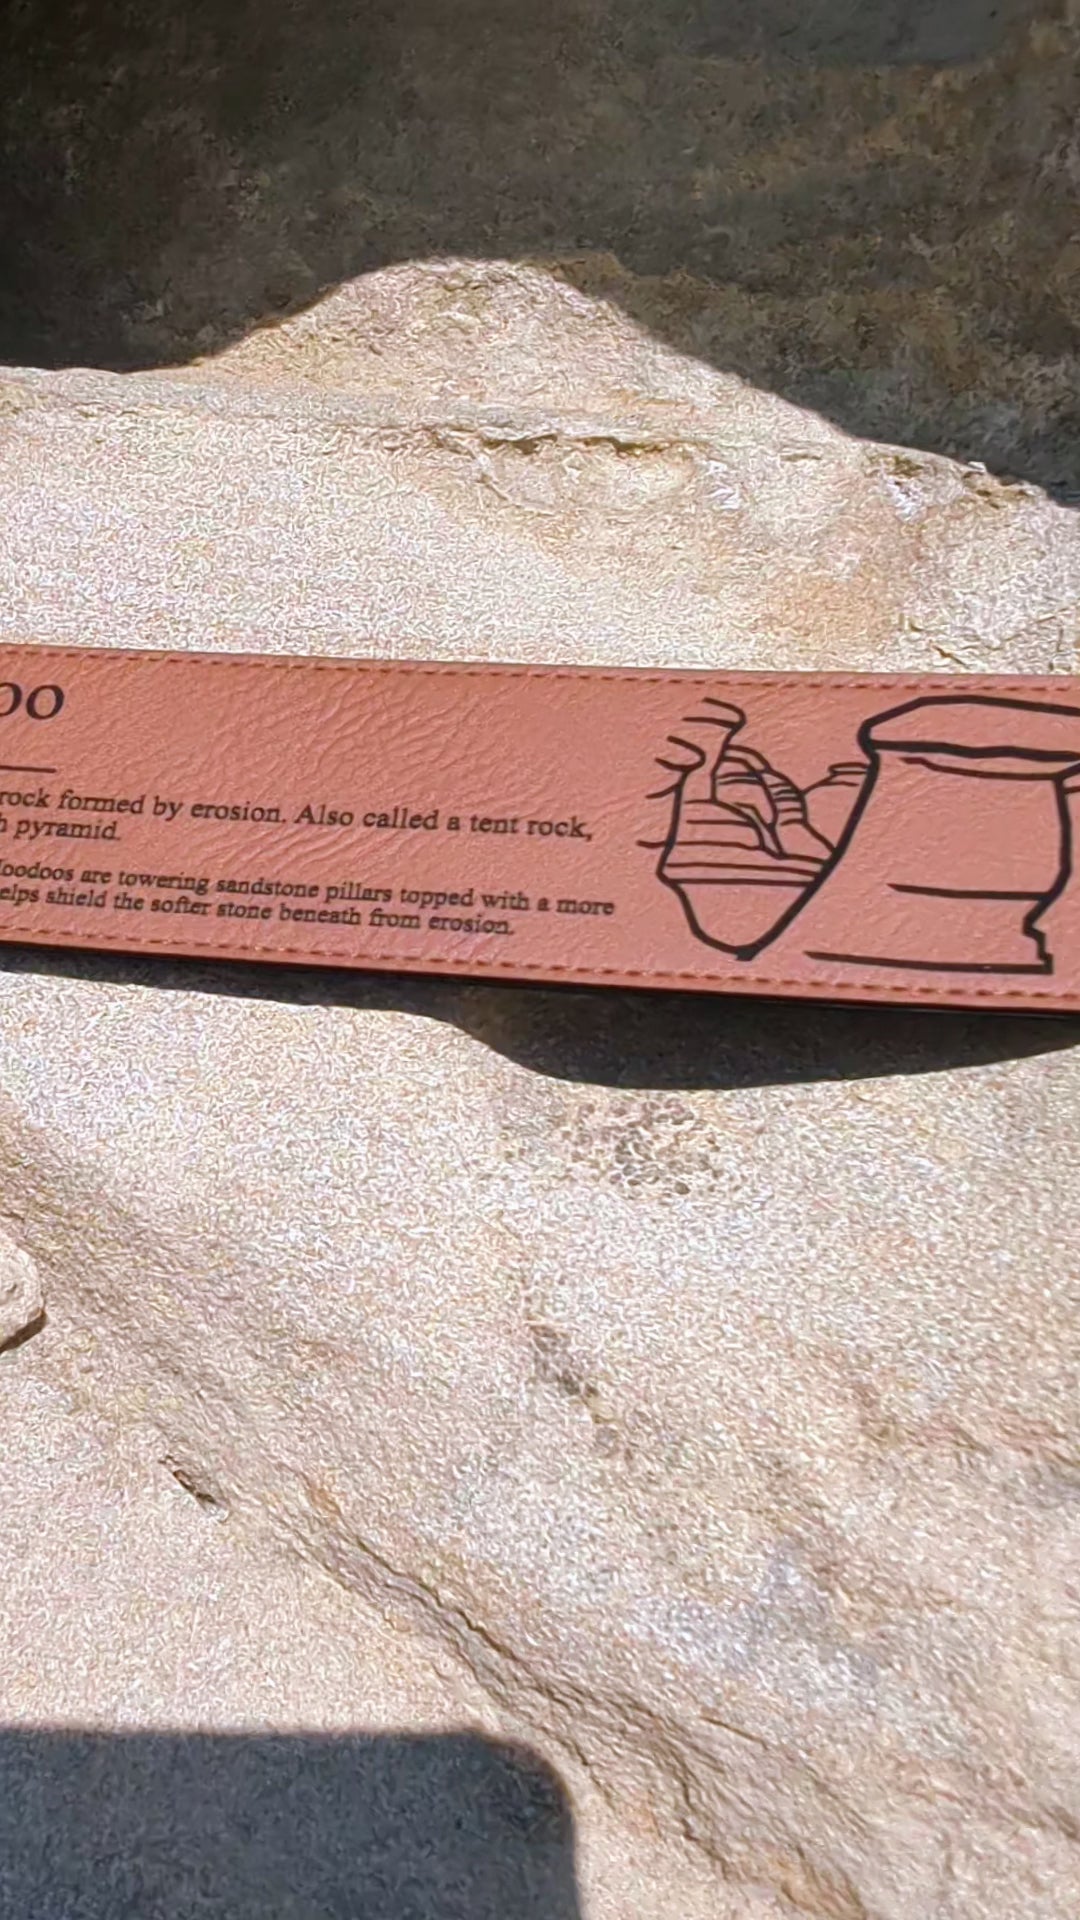 oo
rock formed by erosion. Also called a tent rock,
h pyramid.
oodoos are towering sandstone pillars topped with a more
elps shield the softer stone beneath from erosion.